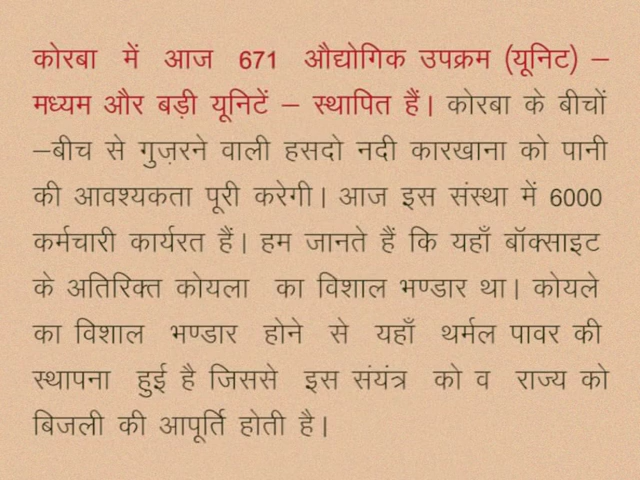 कोरबा में आज 671 औद्योगिक उपक्रम (यूनिट) –
मध्यम और बड़ी यूनिटें – स्थापित हैं। कोरबा के बीचों
–बीच से गुज़रने वाली हसदो नदी कारखाना को पानी
की आवश्यकता पूरी करेगी। आज इस संस्था में 6000
कर्मचारी कार्यरत हैं। हम जानते हैं कि यहाँ बॉक्साइट
के अतिरिक्त कोयला का विशाल भण्डार था। कोयले
का विशाल भण्डार होने से यहाँ थर्मल पावर की
स्थापना हुई है जिससे इस संयंत्र को व राज्य को
बिजली की आपूर्ति होती है।